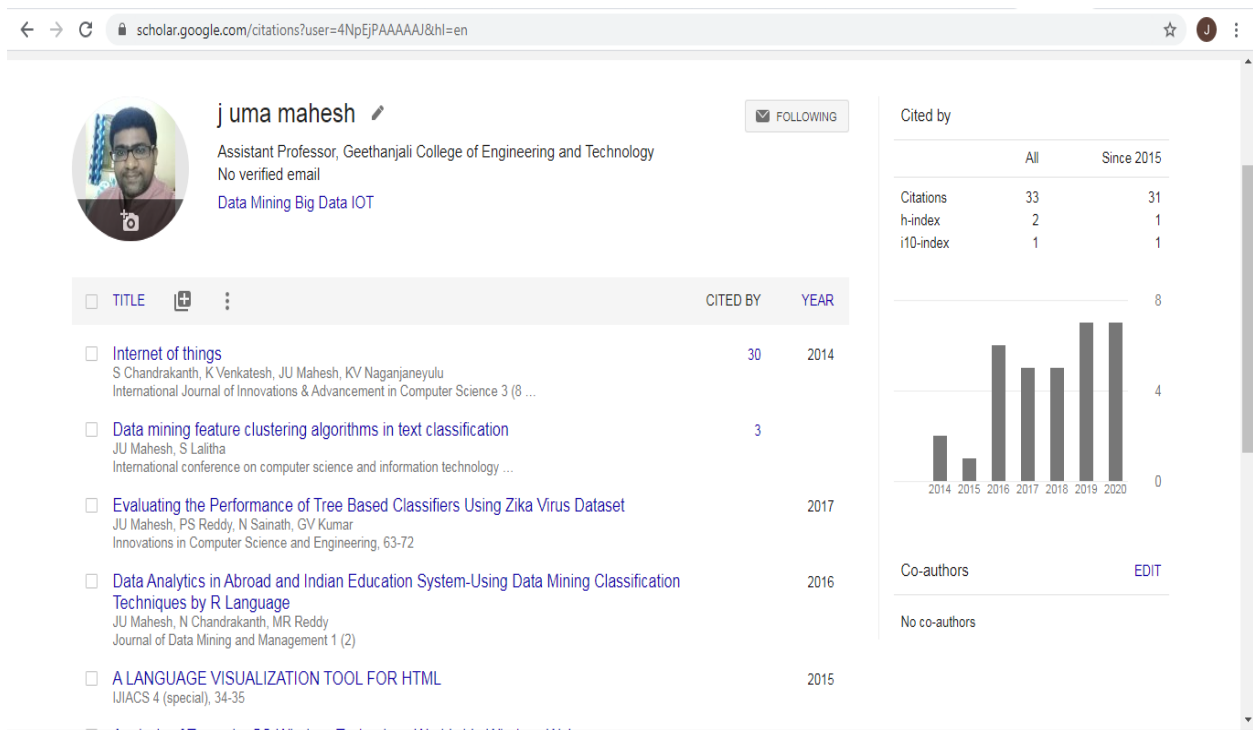 scholar.google.com/citations?user=4NpEjPAAAAAJ&hl=en
J
j uma mahesh
FOLLOWING
Assistant Professor, Geethanjali College of Engineering and Technology
No verified email
Data Mining Big Data IOT
TITLE
CITED BY
YEAR
Internet of things
30
2014
S Chandrakanth, K Venkatesh, JU Mahesh, KV Naganjaneyulu
International Journal of Innovations & Advancement in Computer Science 3 (8 ...
Data mining feature clustering algorithms in text classification
3
JU Mahesh, S Lalitha
International conference on computer science and information technology ...
Evaluating the Performance of Tree Based Classifiers Using Zika Virus Dataset
2017
JU Mahesh, PS Reddy, N Sainath, GV Kumar
Innovations in Computer Science and Engineering, 63-72
Data Analytics in Abroad and Indian Education System-Using Data Mining Classification
2016
Techniques by R Language
JU Mahesh, N Chandrakanth, MR Reddy
Journal of Data Mining and Management 1 (2)
A LANGUAGE VISUALIZATION TOOL FOR HTML
2015
IJIACS 4 (special), 34-35
Cited by
All
Since 2015
Citations 33 31
h-index 2 1
i10-index 1 1
8
4
0
2014 2015 2016 2017 2018 2019 2020
Co-authors
EDIT
No co-authors